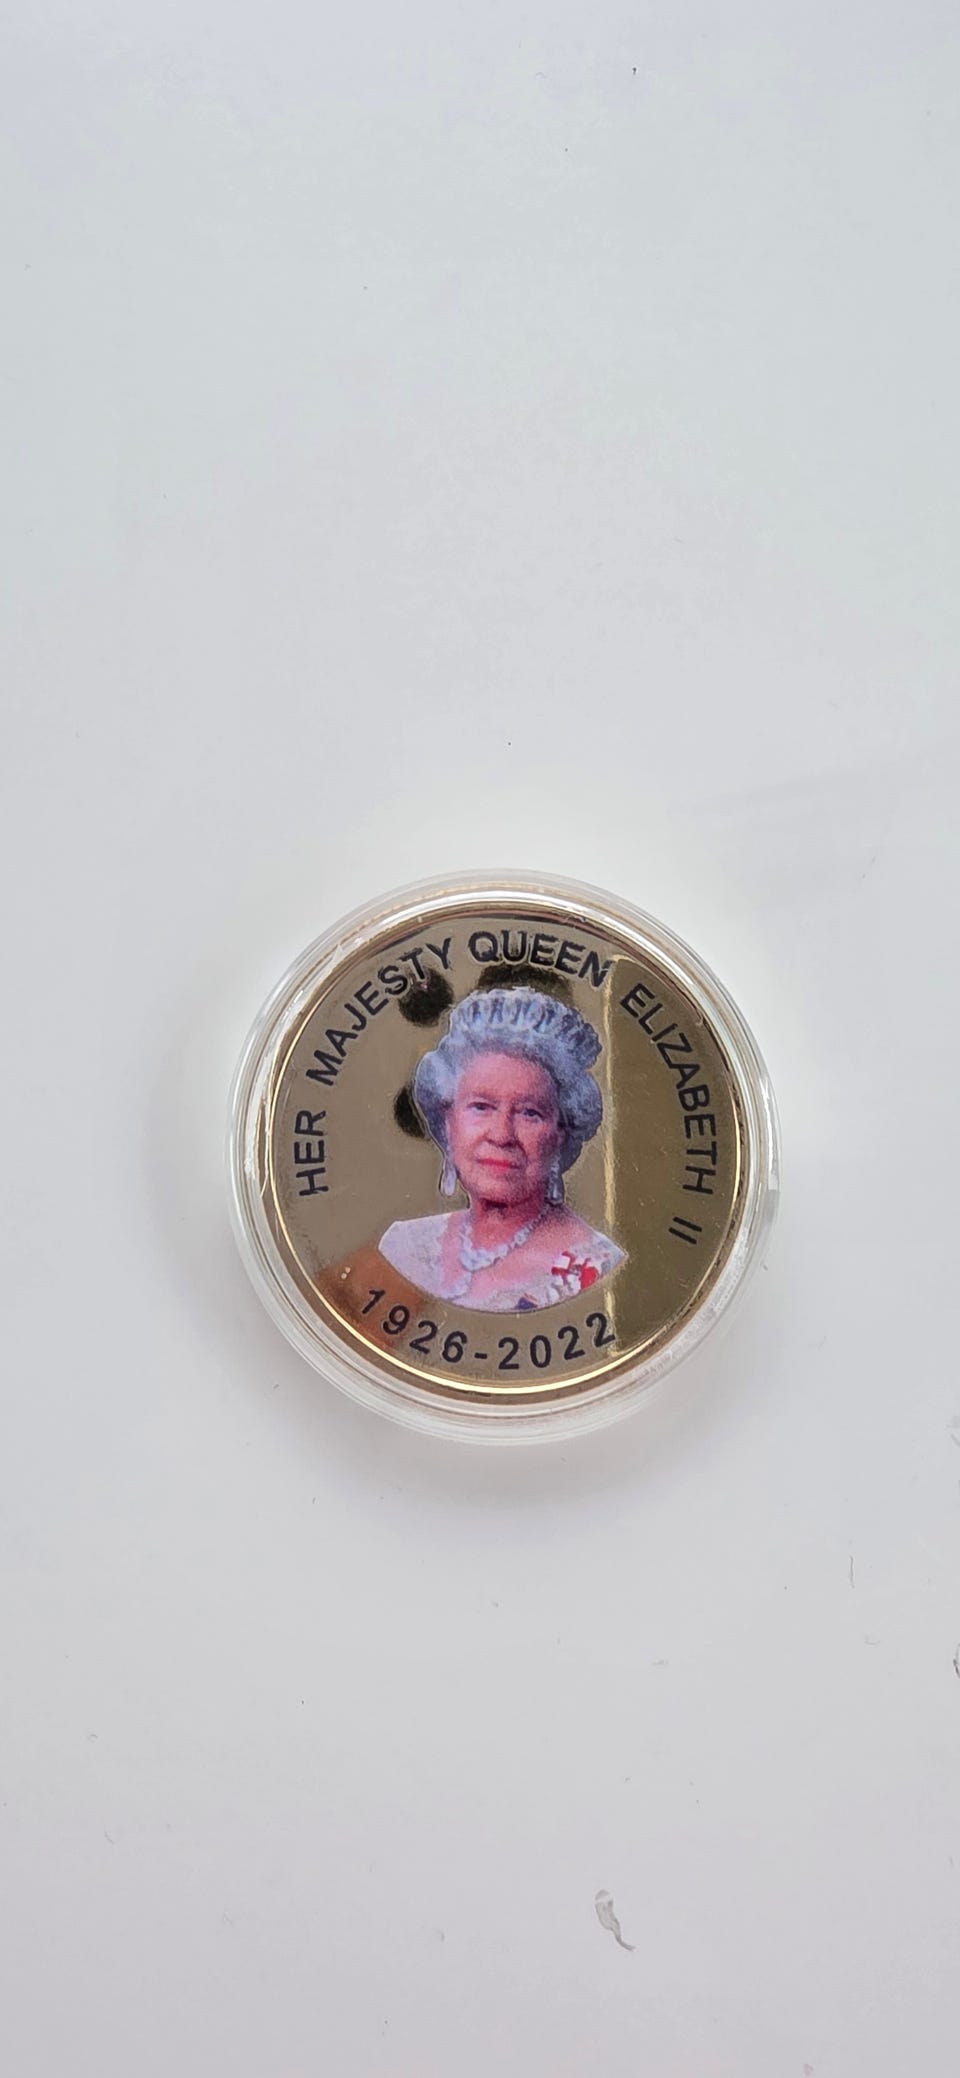 HER MAJESTY QUEEN ELIZABETH II
1926-2022